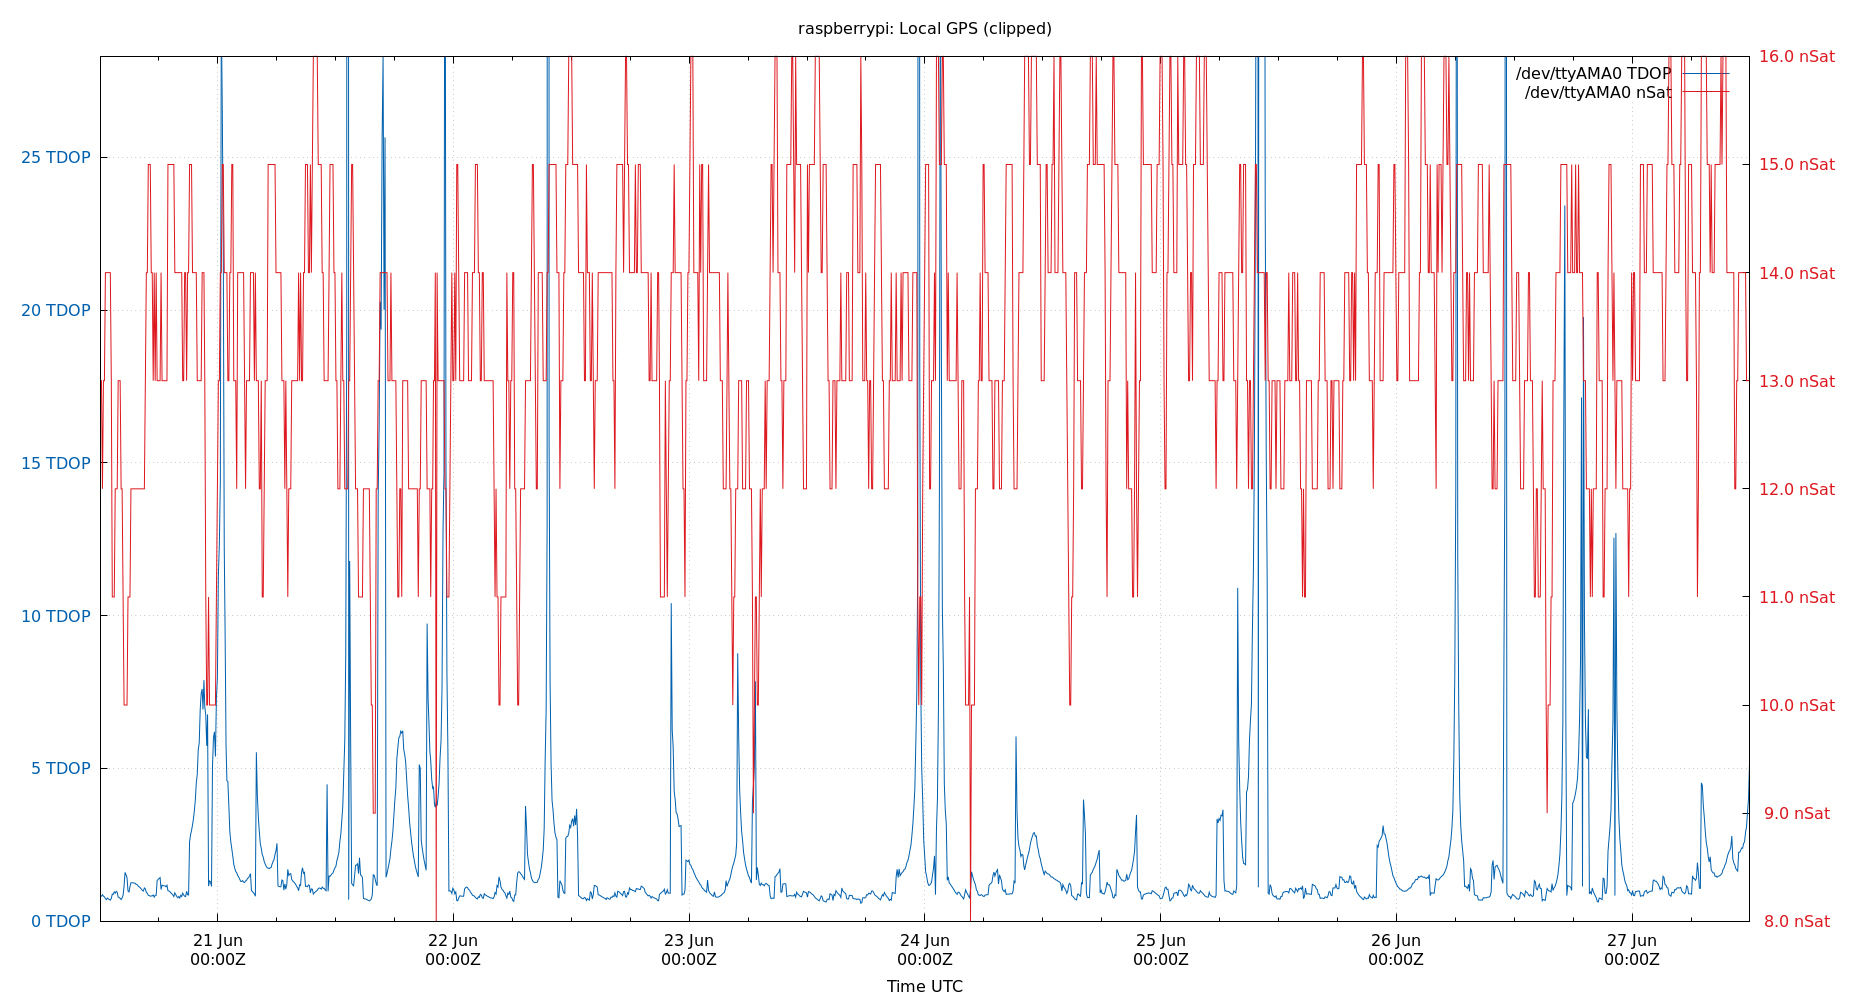 raspberrypi: Local GPS (clipped)
16.0 nSat
/dev/ttyAMA0 TDOP
/dev/ttyAMA0 nSat
25 TDOP
15.0 nSat
14.0 nSat
20 TDOP
13.0 nSat
15 TDOP
12.0 nSat
11.0 nSat
10 TDOP
10.0 nSat
5 TDOP
9.0 nSat
0 TDOP
8.0 nSat
21 Jun 22 Jun 23 Jun 24 Jun 25 Jun 26 Jun 27 Jun
00:00Z 00:00Z 00:00Z 00:00Z 00:00Z 00:00Z 00:00Z
Time UTC